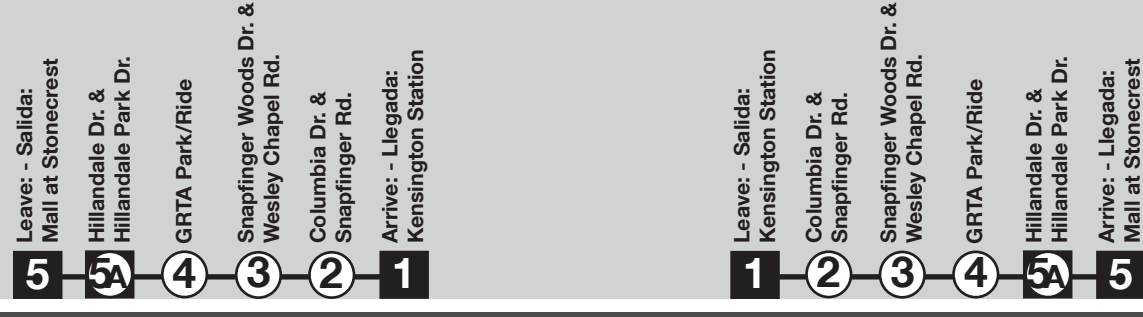 Leave: - Salida:
Mall at Stonecrest
Hillandale Dr. &
Hillandale Park Dr.
GRTA Park/Ride
Snapfinger Woods Dr. &
Wesley Chapel Rd.
Columbia Dr. &
Snapfinger Rd.
Arrive: - Llegada:
Kensington Station
5
5A
4
3
2
1
Leave: - Salida:
Kensington Station
Columbia Dr. &
Snapfinger Rd.
Snapfinger Woods Dr. &
Wesley Chapel Rd.
GRTA Park/Ride
Hillandale Dr. &
Hillandale Park Dr.
Arrive: - Llegada:
Mall at Stonecrest
1
2
3
4
5A
5